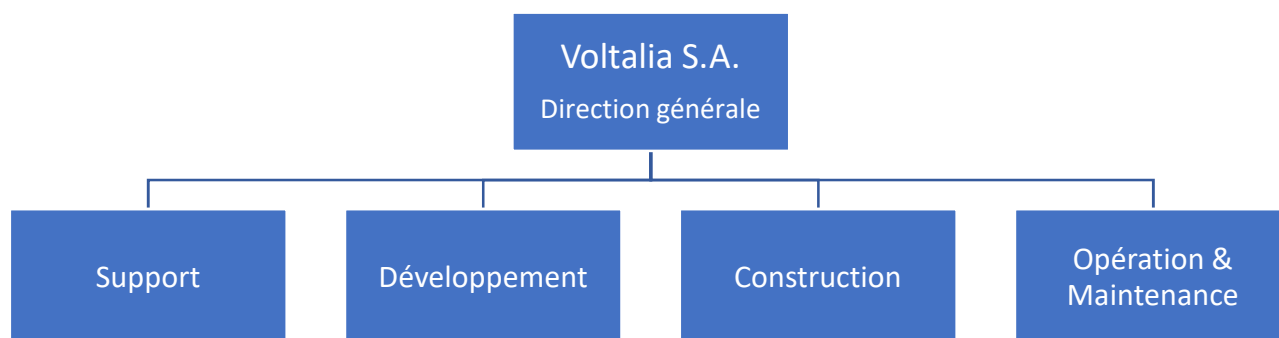 Voltalia S.A.
Direction générale
Support
Développement
Construction
Opération &
Maintenance